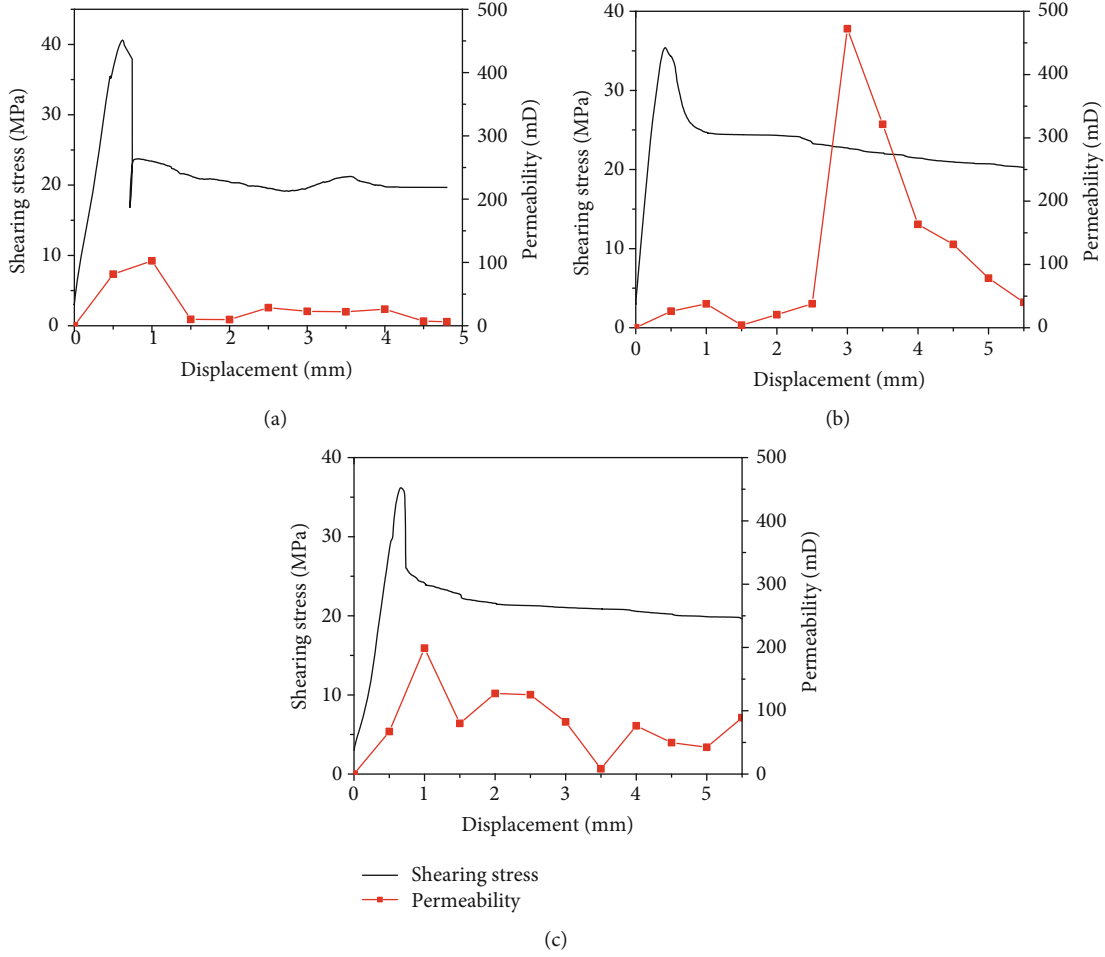 500
400
300
200
100
0
Permeability (mD)
40
30
20
10
0
Shearing stress (MPa)
0 1 2 3 4 5
Displacement (mm)
(a)
40
30
20
10
0
Shearing stress (MPa)
500
400
300
200
100
0
Permeability (mD)
0 1 2 3 4 5
Displacement (mm)
(b)
40
30
20
10
0
Shearing stress (MPa)
500
400
300
200
100
0
Permeability (mD)
0 1 2 3 4 5
Displacement (mm)
Shearing stress
Permeability
(c)